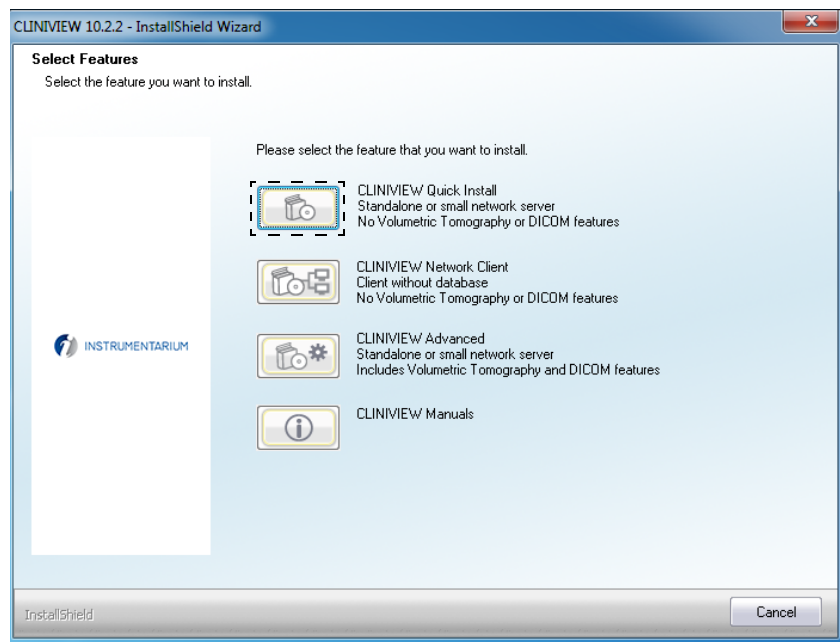 CLINIVIEW 10.2.2 - InstallShield Wizard
Select Features
Select the feature you want to install.
Please select the feature that you want to install.
CLINIVIEW Quick Install
Standalone or small network server
No Volumetric Tomography or DICOM features
CLINIVIEW Network Client
Client without database
No Volumetric Tomography or DICOM features
INSTRUMENTARIUM
CLINIVIEW Advanced
Standalone or small network server
Includes Volumetric Tomography and DICOM features
CLINIVIEW Manuals
InstallShield
Cancel